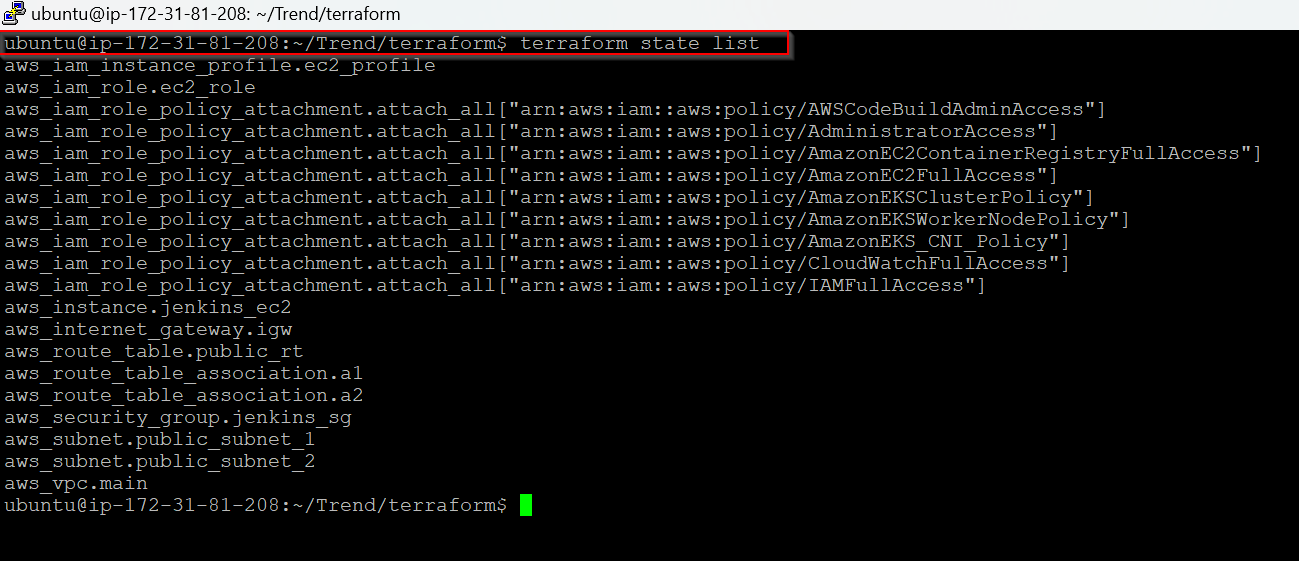 ubuntu@ip-172-31-81-208: ~/Trend/terraform
ubuntu@ip-172-31-81-208:~/Trend/terraform$ terraform state list
aws_iam_instance_profile.ec2_profile
aws_iam_role.ec2_role
aws_iam_role_policy_attachment.attach_all["arn:aws:iam::aws:policy/AWSCodeBuildAdminAccess"]
aws_iam_role_policy_attachment.attach_all["arn:aws:iam::aws:policy/AdministratorAccess"]
aws_iam_role_policy_attachment.attach_all["arn:aws:iam::aws:policy/AmazonEC2ContainerRegistryFullAccess"]
aws_iam_role_policy_attachment.attach_all["arn:aws:iam::aws:policy/AmazonEC2FullAccess"]
aws_iam_role_policy_attachment.attach_all["arn:aws:iam::aws:policy/AmazonEKSClusterPolicy"]
aws_iam_role_policy_attachment.attach_all["arn:aws:iam::aws:policy/AmazonEKSWorkerNodePolicy"]
aws_iam_role_policy_attachment.attach_all["arn:aws:iam::aws:policy/AmazonEKS_CNI_Policy"]
aws_iam_role_policy_attachment.attach_all["arn:aws:iam::aws:policy/CloudWatchFullAccess"]
aws_iam_role_policy_attachment.attach_all["arn:aws:iam::aws:policy/IAMFullAccess"]
aws_instance.jenkins_ec2
aws_internet_gateway.igw
aws_route_table.public_rt
aws_route_table_association.a1
aws_route_table_association.a2
aws_security_group.jenkins_sg
aws_subnet.public_subnet_1
aws_subnet.public_subnet_2
aws_vpc.main
ubuntu@ip-172-31-81-208:~/Trend/terraform$